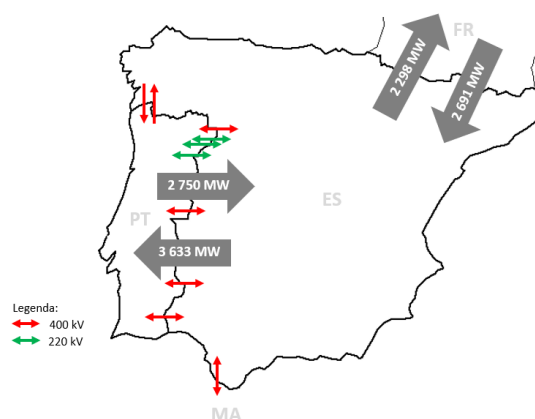 FR
2 298 MW
2 691 MW
2 750 MW
ES
PT
3 633 MW
Legenda:
400 kV
220 kV
MA